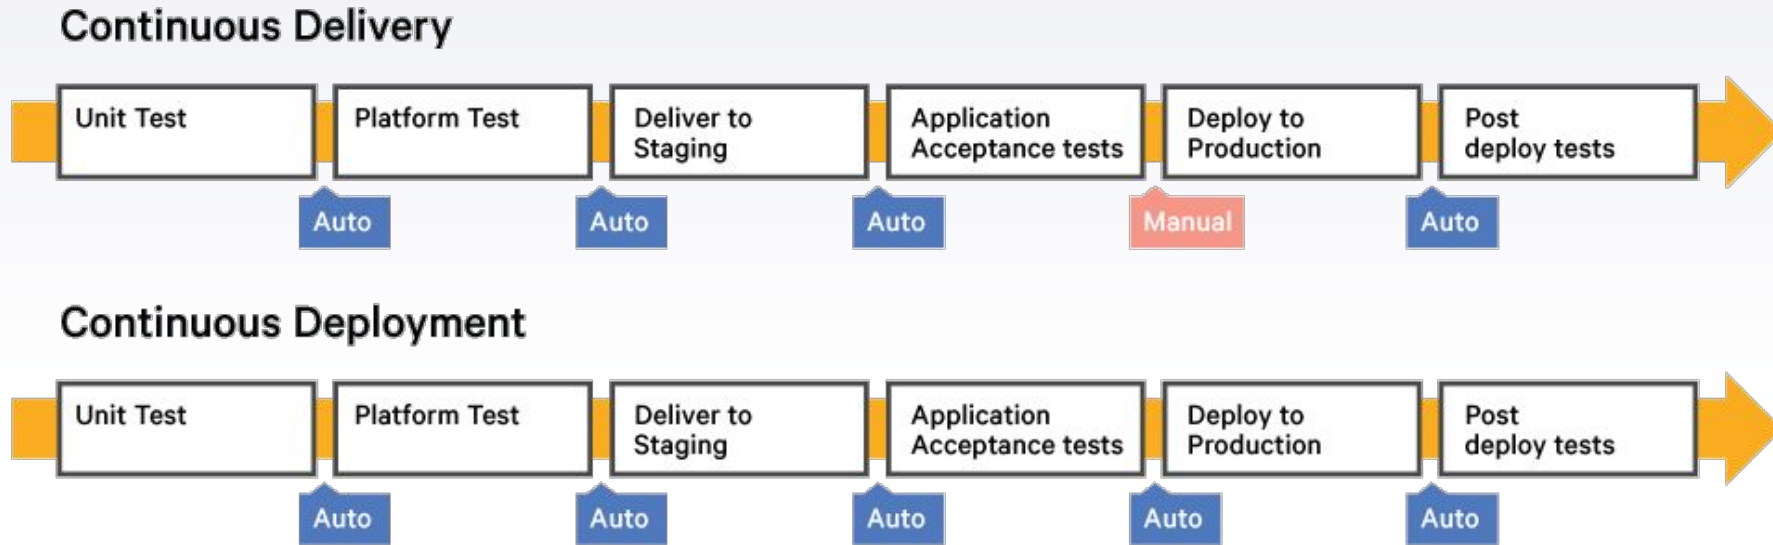 Continuous Delivery
Unit Test
Platform Test
Deliver to
Staging
Application
Acceptance tests
Deploy to
Production
Post
deploy tests
Auto
Auto
Auto
Manual
Auto
Continuous Deployment
Unit Test
Platform Test
Deliver to
Staging
Application
Acceptance tests
Deploy to
Production
Post
deploy tests
Auto
Auto
Auto
Auto
Auto